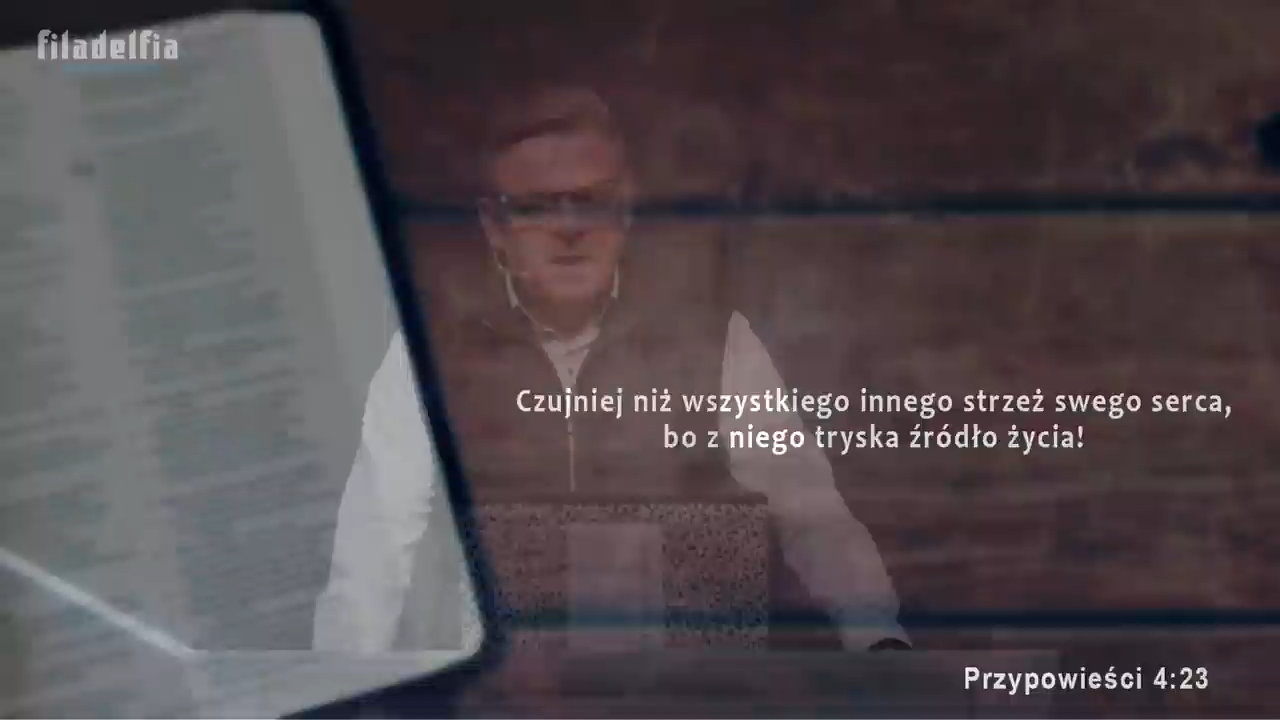 filadelfia
Czujniej niż wszystkiego innego strzeż swego serca,
bo z niego tryska źródło życia!
Przypowieści 4:23